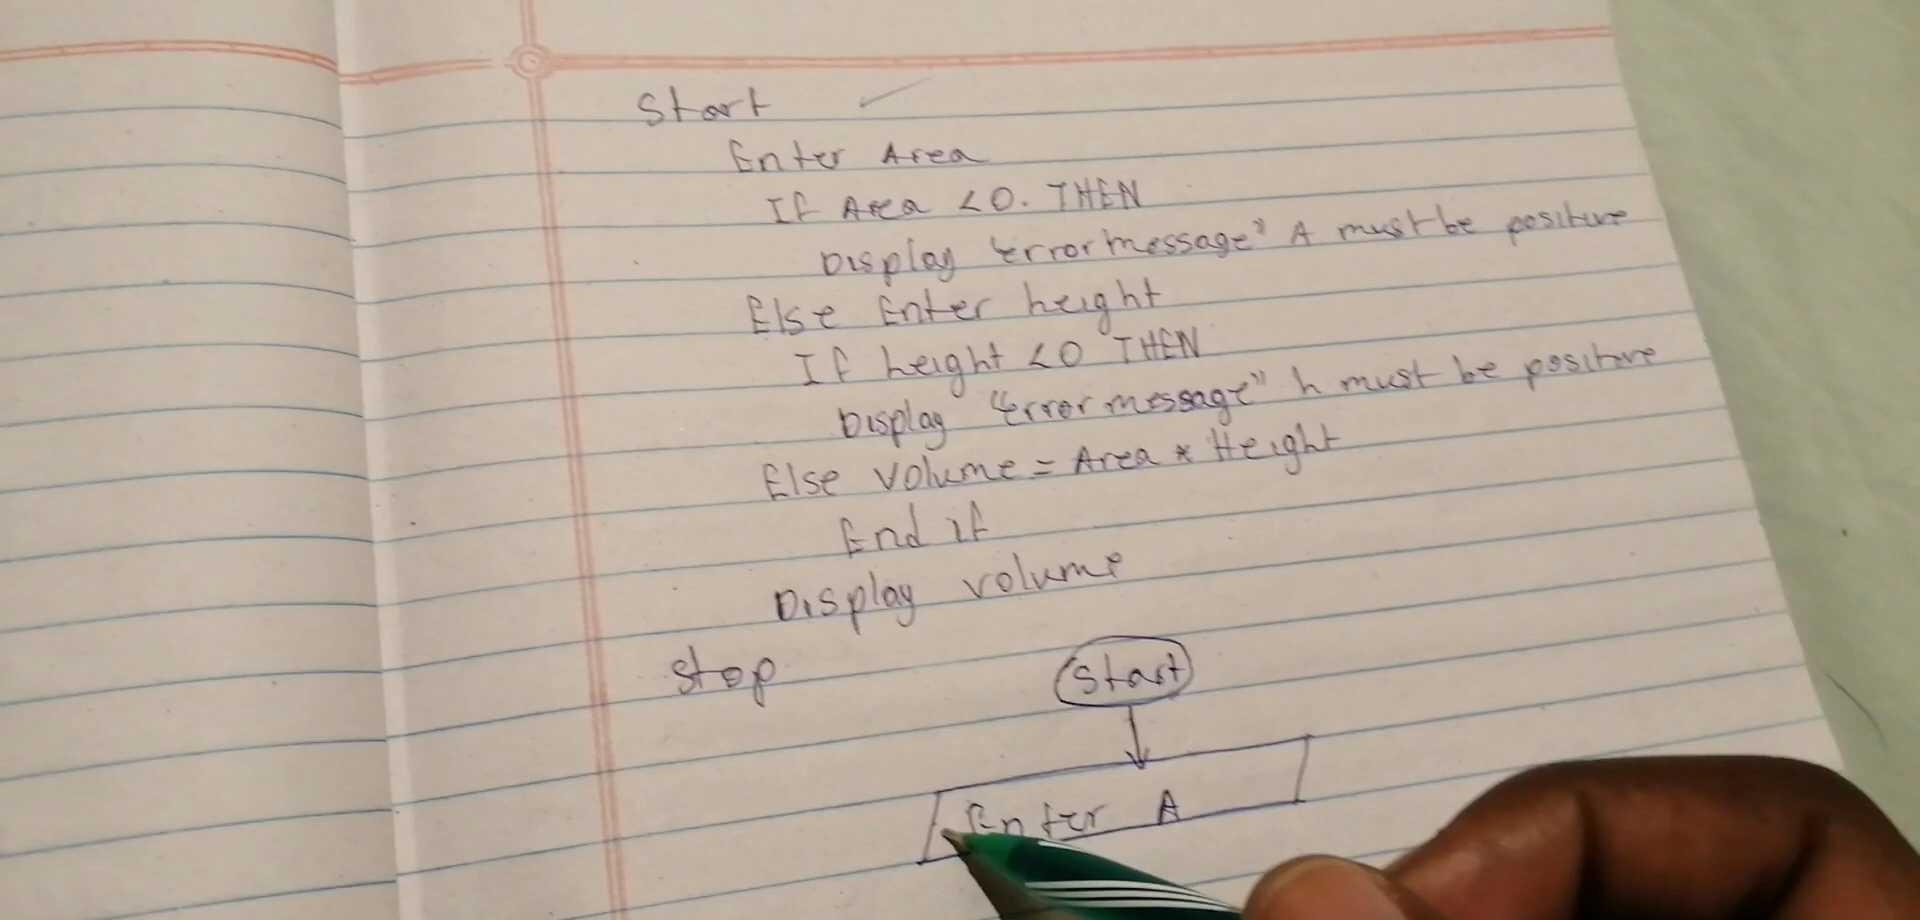 Start
Enter Area
If Area <0. THEN
Display "Error message" A must be positive
Else Enter height
If height <0 THEN
Display "Error message" h must be positive
Else Volume = Area * Height
End if
Display volume
Stop
Start
Enter A